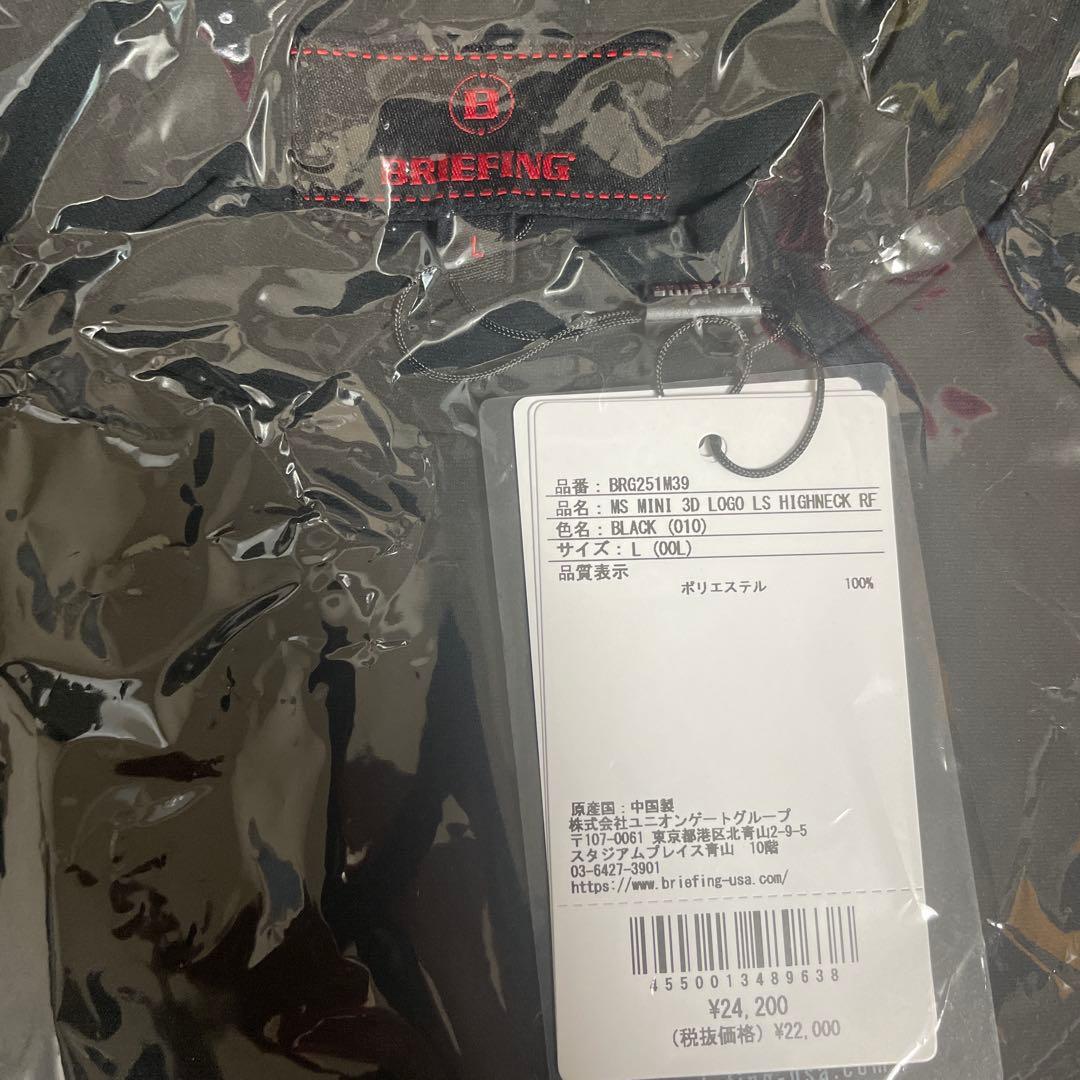 B
BRIEFING
L
品番：BRG251M39
品名：MS MINI 3D LOGO LS HIGHNECK RF
色名：BLACK (010)
サイズ：L (00L)
品質表示
ポリエステル 100%
原産国：中国製
株式会社ユニオンゲートグループ
〒107-0061 東京都港区北青山2-9-5
スタジアムプレイス青山 10階
03-6427-3901
https://www.briefing-usa.com/
4550013489638
¥24,200
(税抜価格) ¥22,000